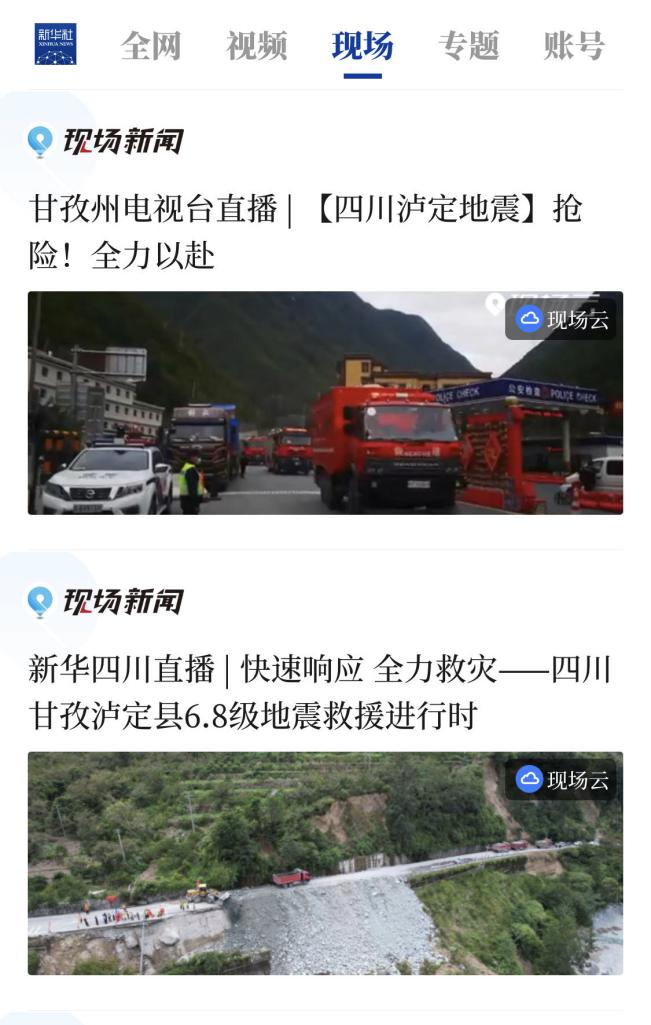 新华社
XINHUA NEWS
全网 视频 现场 专题 账号
现场新闻
甘孜州电视台直播 | 【四川泸定地震】抢
险！全力以赴
现场云
公安检查 POLICE CHECK
现场新闻
新华四川直播 | 快速响应 全力救灾——四川
甘孜泸定县6.8级地震救援进行时
现场云